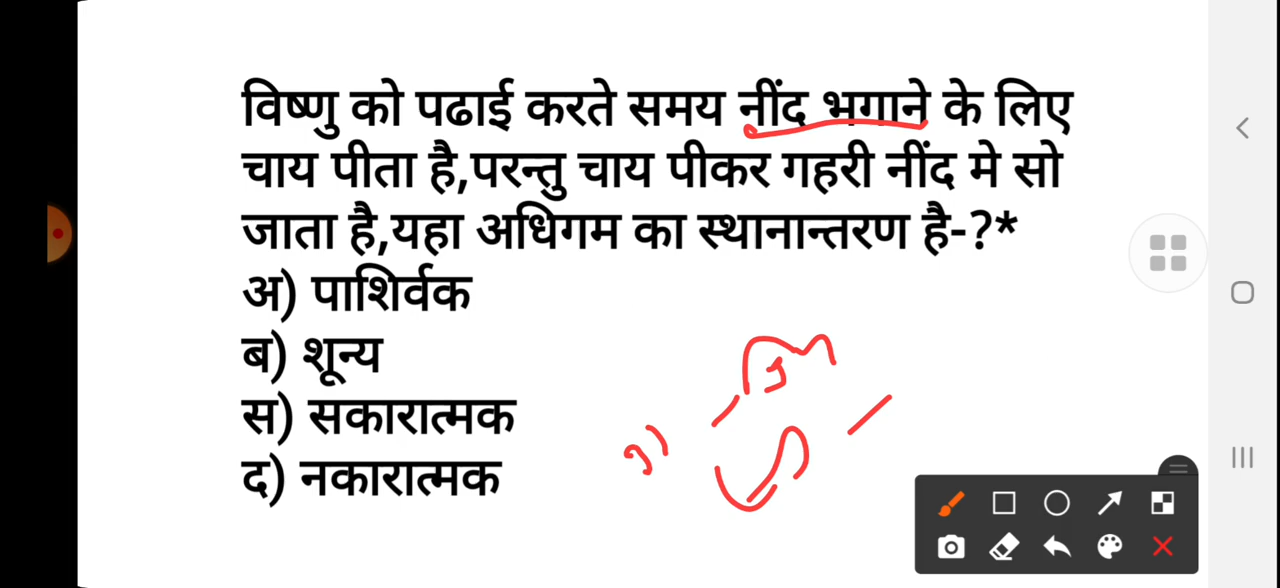 विष्णु को पढाई करते समय नींद भगाने के लिए
चाय पीता है,परन्तु चाय पीकर गहरी नींद मे सो
जाता है,यहा अधिगम का स्थानान्तरण है-?*
अ) पाशिर्वक
ब) शून्य
स) सकारात्मक
द) नकारात्मक